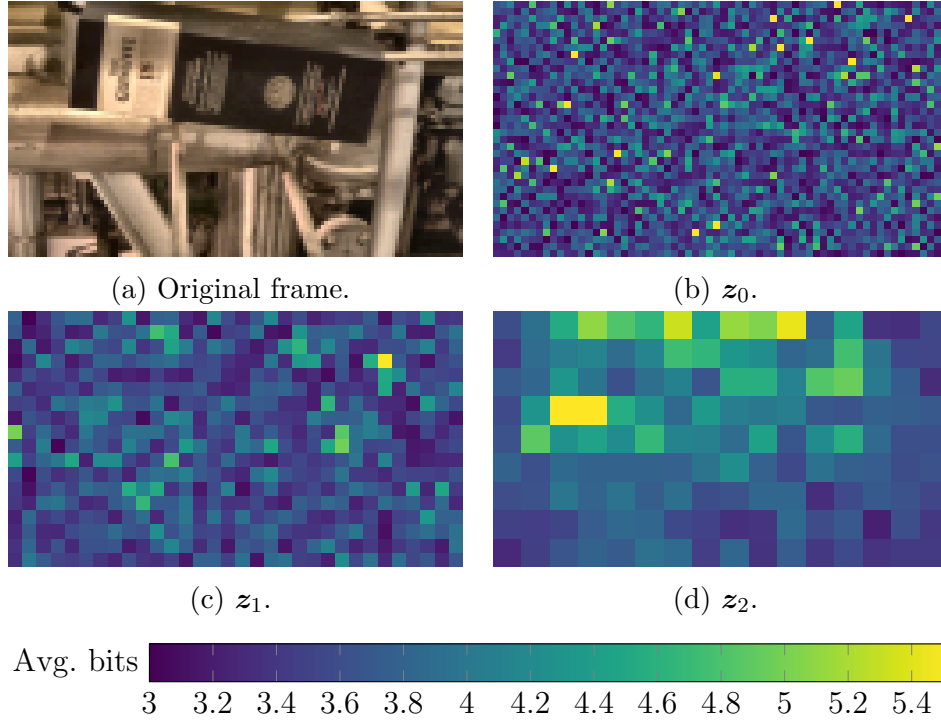 (a) Original frame.
(b) z₀.
(c) z₁.
(d) z₂.
Avg. bits
3 3.2 3.4 3.6 3.8 4 4.2 4.4 4.6 4.8 5 5.2 5.4